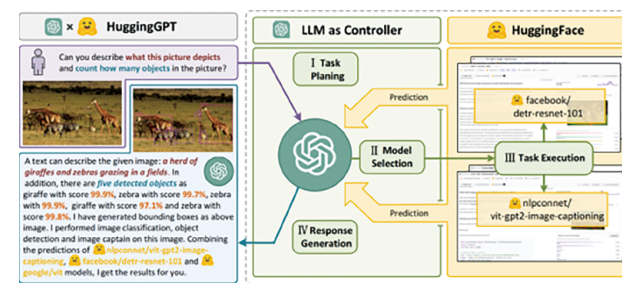 HuggingGPT
Can you describe what this picture depicts
and count how many objects in the picture?
A text can describe the given image: a herd of
giraffes and zebras grazing in a fields. In
addition, there are five detected objects as
giraffe with score 99.9%, zebra with score 99.7%, zebra
with 99.9%, giraffe with score 97.1% and zebra with
score 99.8%. I have generated bounding boxes as above
image. I performed image classification, object
detection and image captain on this image. Combining
the predictions of nlpconnet/vit-gpt2-image-
captioning, facebook/detr-resnet-101 and
google/vit models, I get the results for you.
LLM as Controller
I Task
Planing
II Model
Selection
IV Response
Generation
HuggingFace
Prediction
facebook/
detr-resnet-101
III Task Execution
nlpconnet/
vit-gpt2-image-captioning
Prediction